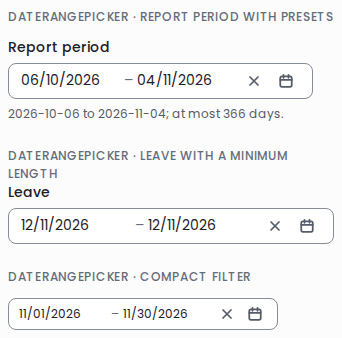 DATERANGEPICKER · REPORT PERIOD WITH PRESETS
Report period
06/10/2026 – 04/11/2026
2026-10-06 to 2026-11-04; at most 366 days.
DATERANGEPICKER · LEAVE WITH A MINIMUM
LENGTH
Leave
12/11/2026 – 12/11/2026
DATERANGEPICKER · COMPACT FILTER
11/01/2026 – 11/30/2026